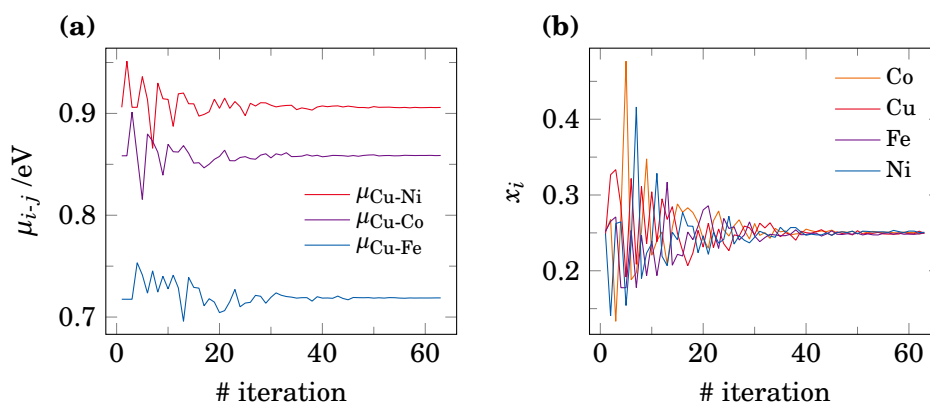 (a)
μi-j /eV
0.9
0.8
0.7
μCu-Ni
μCu-Co
μCu-Fe
0 20 40 60
# iteration
(b)
xi
0.4
0.3
0.2
Co
Cu
Fe
Ni
0 20 40 60
# iteration